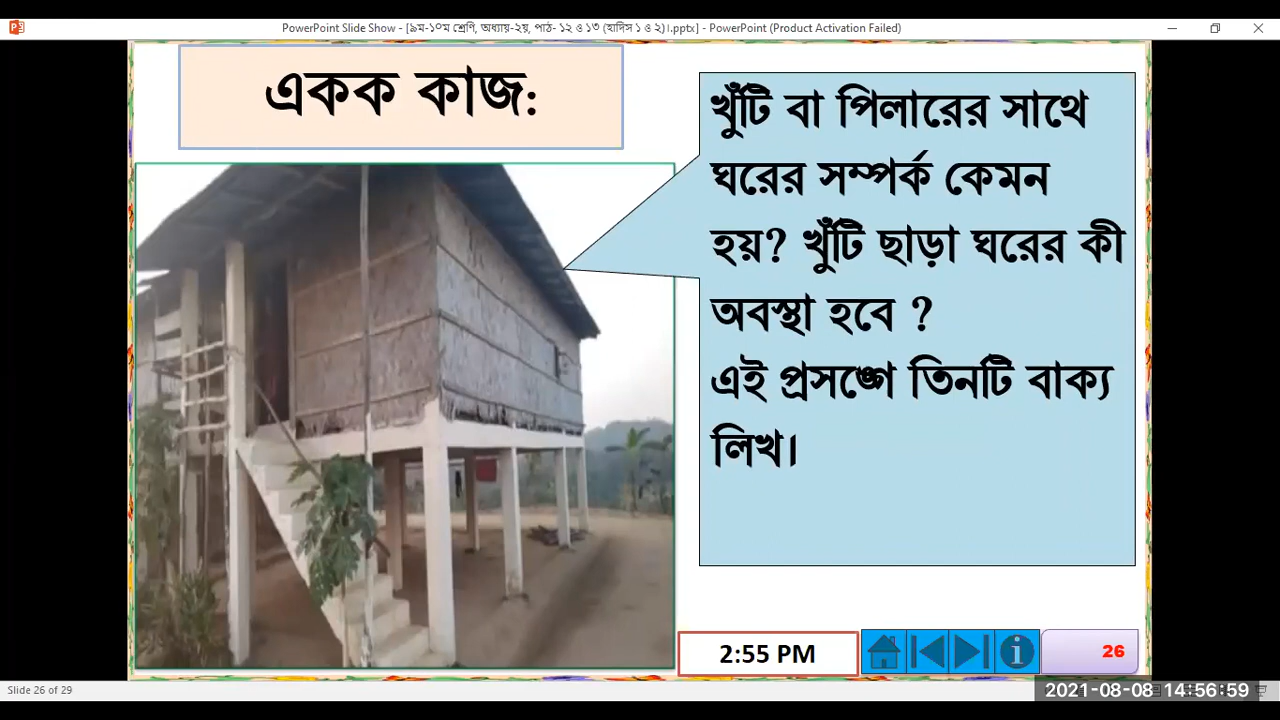 PowerPoint Slide Show - [৯ম-১০ম শ্রেণি, অধ্যায়-২য়, পাঠ- ১২ ও ১৩ (হাদিস ১ ও ২)।.pptx] - PowerPoint (Product Activation Failed)
একক কাজ:
খুঁটি বা পিলারের সাথে
ঘরের সম্পর্ক কেমন
হয়? খুঁটি ছাড়া ঘরের কী
অবস্থা হবে ?
এই প্রসঙ্গে তিনটি বাক্য
লিখ।
2:55 PM
26
Slide 26 of 29
2021-08-08 14:56:59